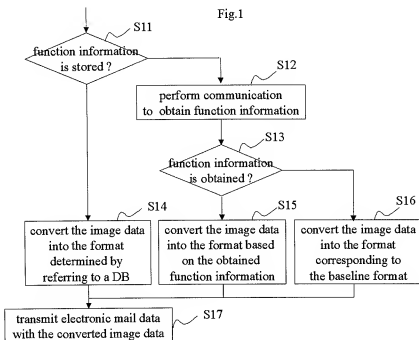 Fig.1
S11
function information
is stored ?
S12
perform communication
to obtain function information
S13
function information
is obtained ?
S14
convert the image data
into the format
determined by
referring to a DB
S15
convert the image data
into the format based
on the obtained
function information
S16
convert the image data
into the format
corresponding to
the baseline format
S17
transmit electronic mail data
with the converted image data